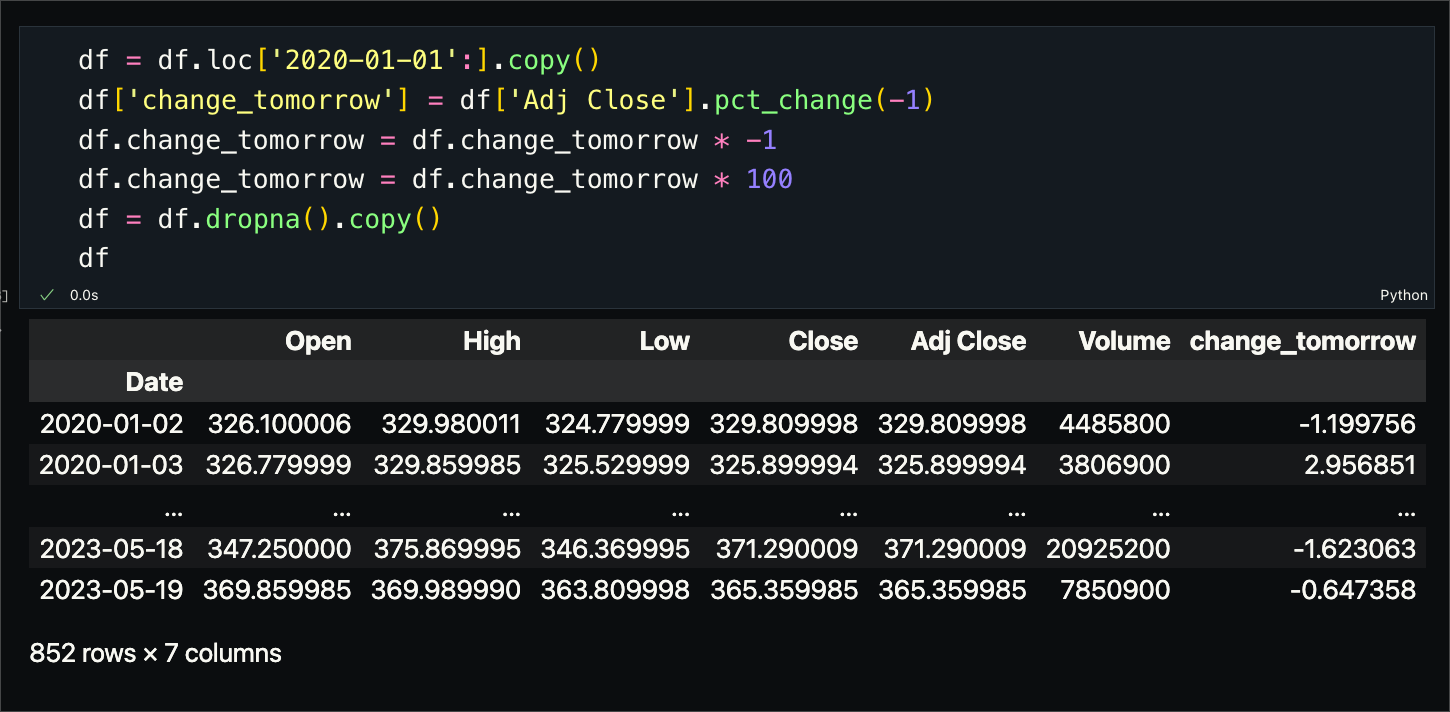 df = df.loc['2020-01-01':].copy()
df['change_tomorrow'] = df['Adj Close'].pct_change(-1)
df.change_tomorrow = df.change_tomorrow * -1
df.change_tomorrow = df.change_tomorrow * 100
df = df.dropna().copy()
df
✓ 0.0s Python
Open High Low Close Adj Close Volume change_tomorrow
Date
2020-01-02 326.100006 329.980011 324.779999 329.809998 329.809998 4485800 -1.199756
2020-01-03 326.779999 329.859985 325.529999 325.899994 325.899994 3806900 2.956851
... ... ... ... ... ... ... ...
2023-05-18 347.250000 375.869995 346.369995 371.290009 371.290009 20925200 -1.623063
2023-05-19 369.859985 369.989990 363.809998 365.359985 365.359985 7850900 -0.647358
852 rows × 7 columns